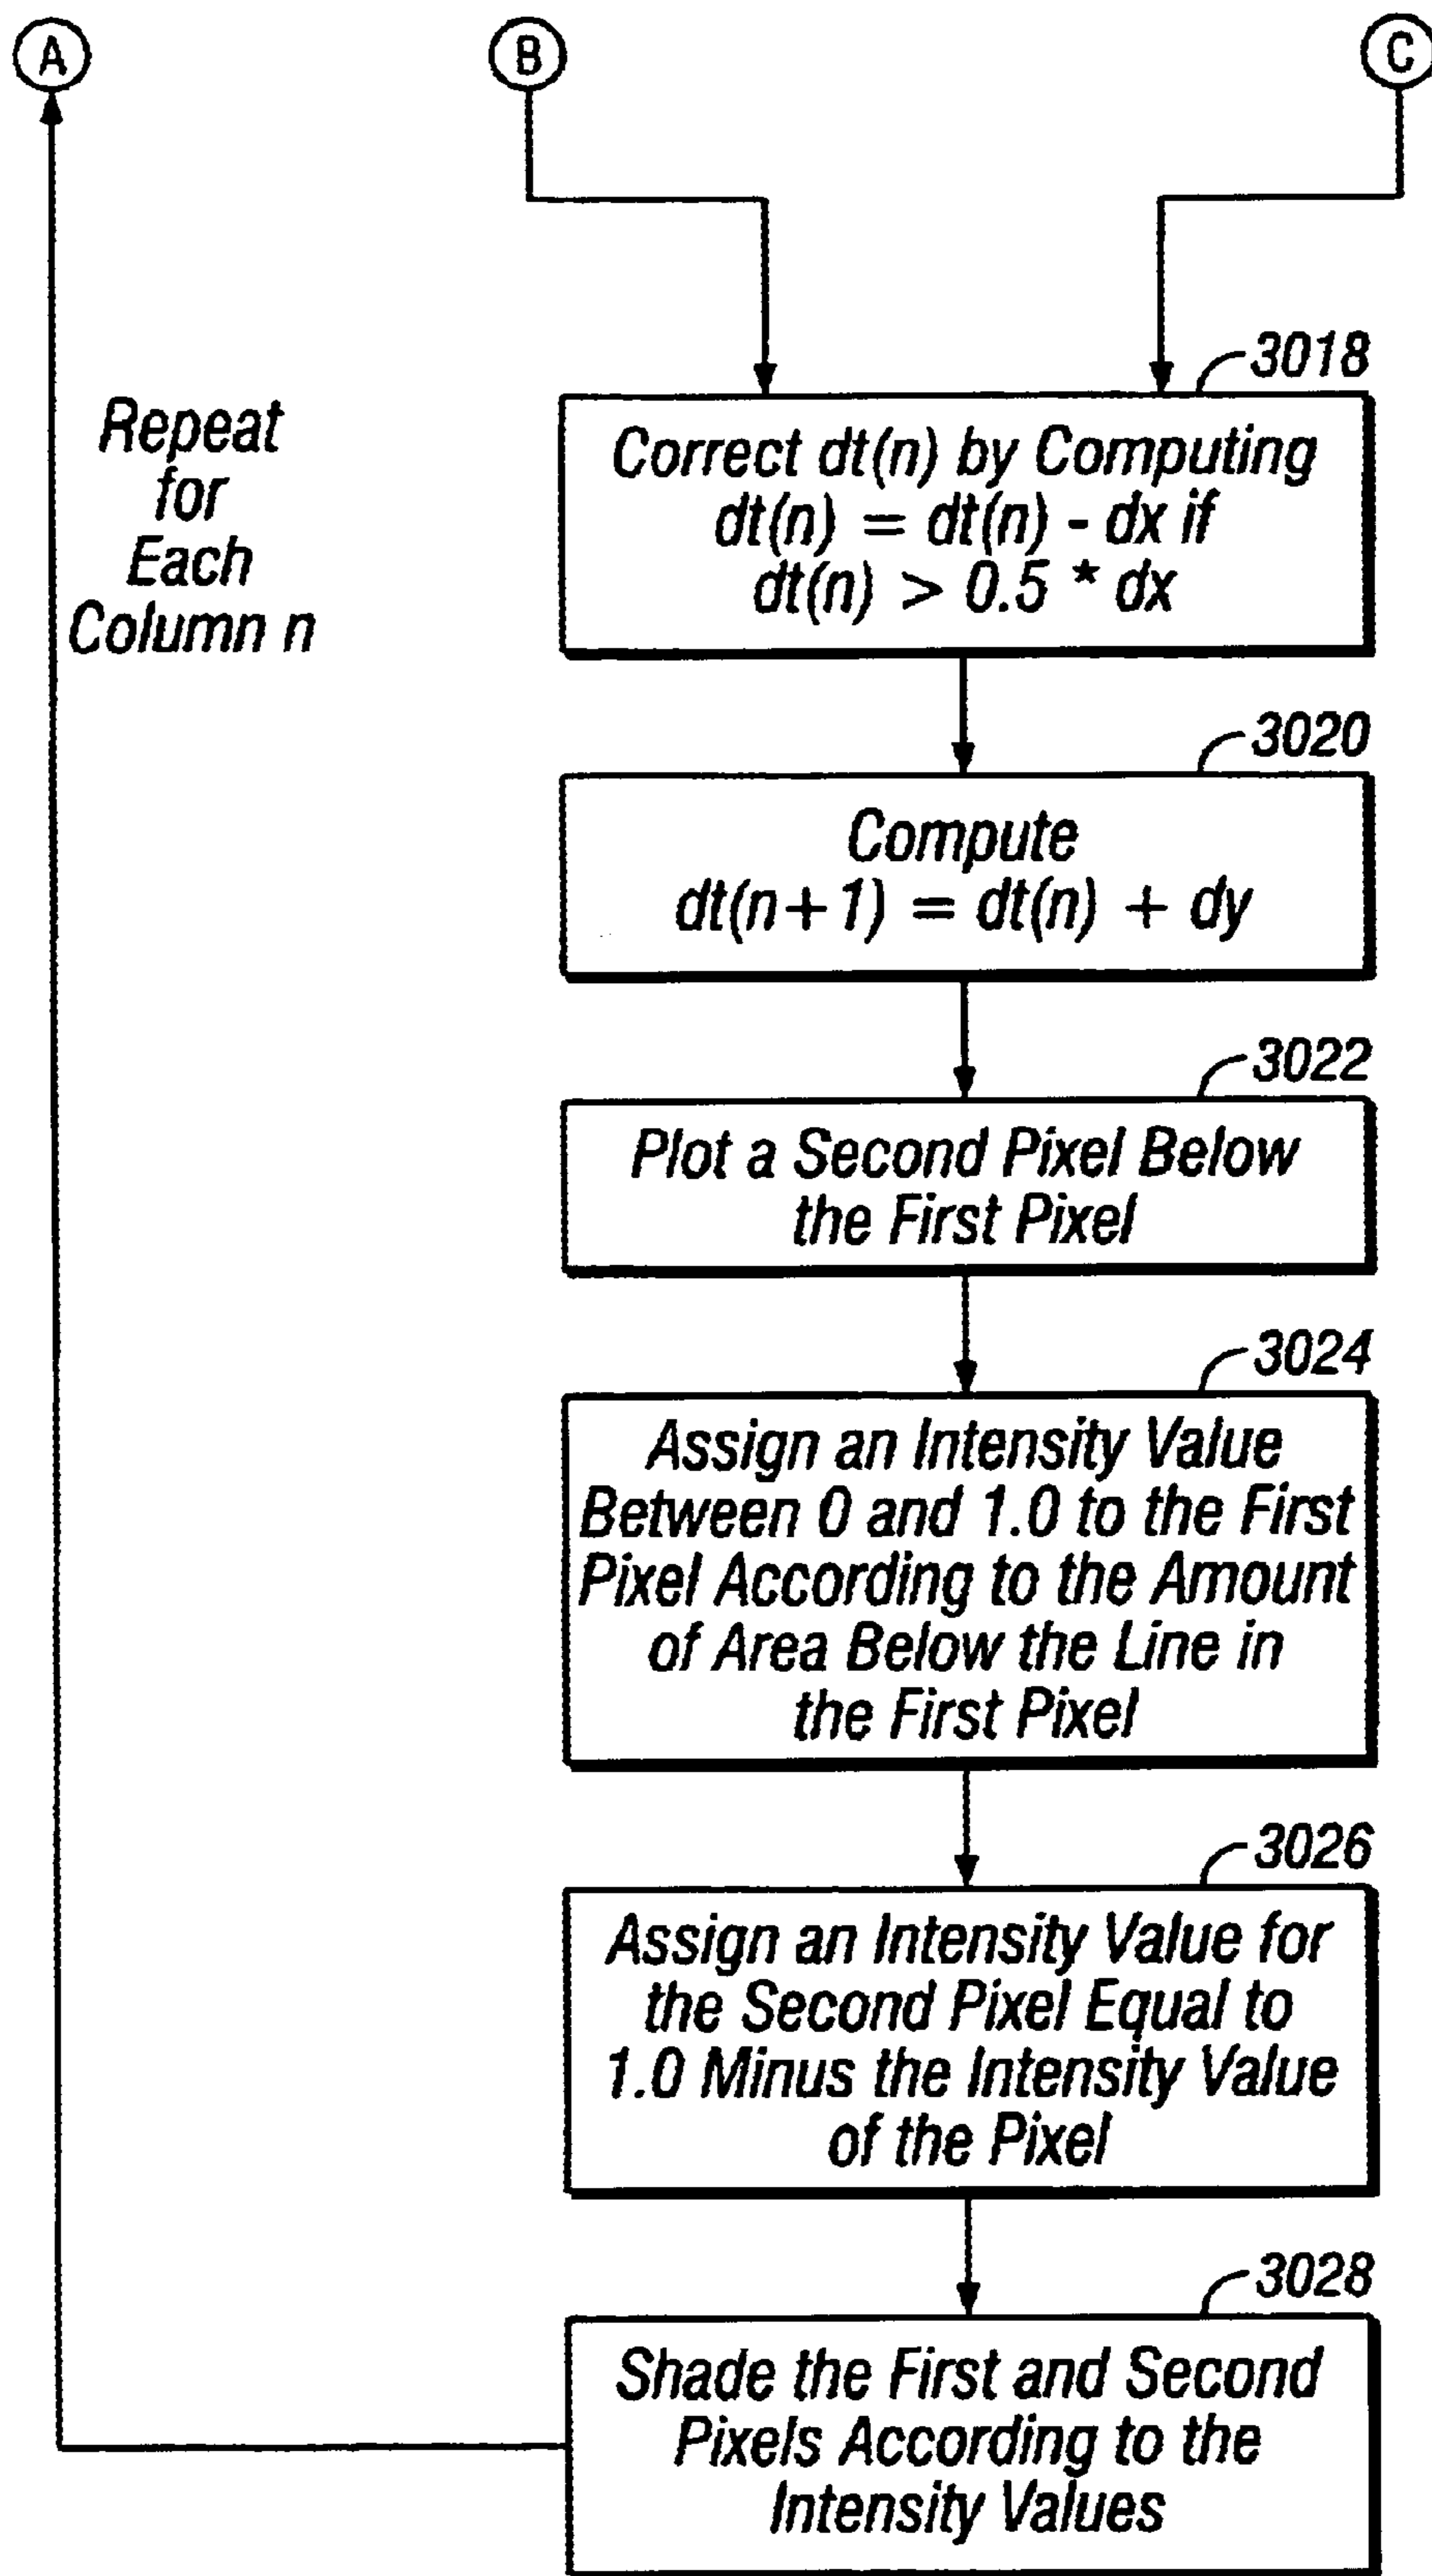 A
B
C
Repeat
for
Each
Column n
3018
Correct dt(n) by Computing
dt(n) = dt(n) - dx if
dt(n) > 0.5 * dx
3020
Compute
dt(n+1) = dt(n) + dy
3022
Plot a Second Pixel Below
the First Pixel
3024
Assign an Intensity Value
Between 0 and 1.0 to the First
Pixel According to the Amount
of Area Below the Line in
the First Pixel
3026
Assign an Intensity Value for
the Second Pixel Equal to
1.0 Minus the Intensity Value
of the Pixel
3028
Shade the First and Second
Pixels According to the
Intensity Values